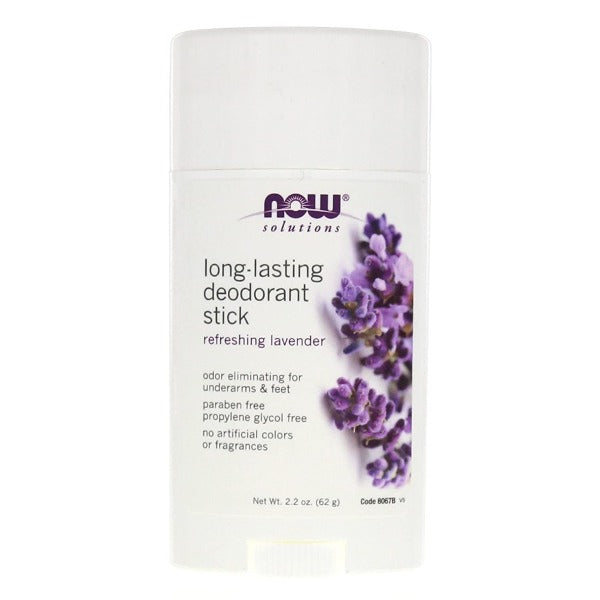 now®
solutions
long-lasting
deodorant
stick
refreshing lavender
odor eliminating for
underarms & feet
paraben free
propylene glycol free
no artificial colors
or fragrances
Net Wt. 2.2 oz. (62 g)
Code 8067B